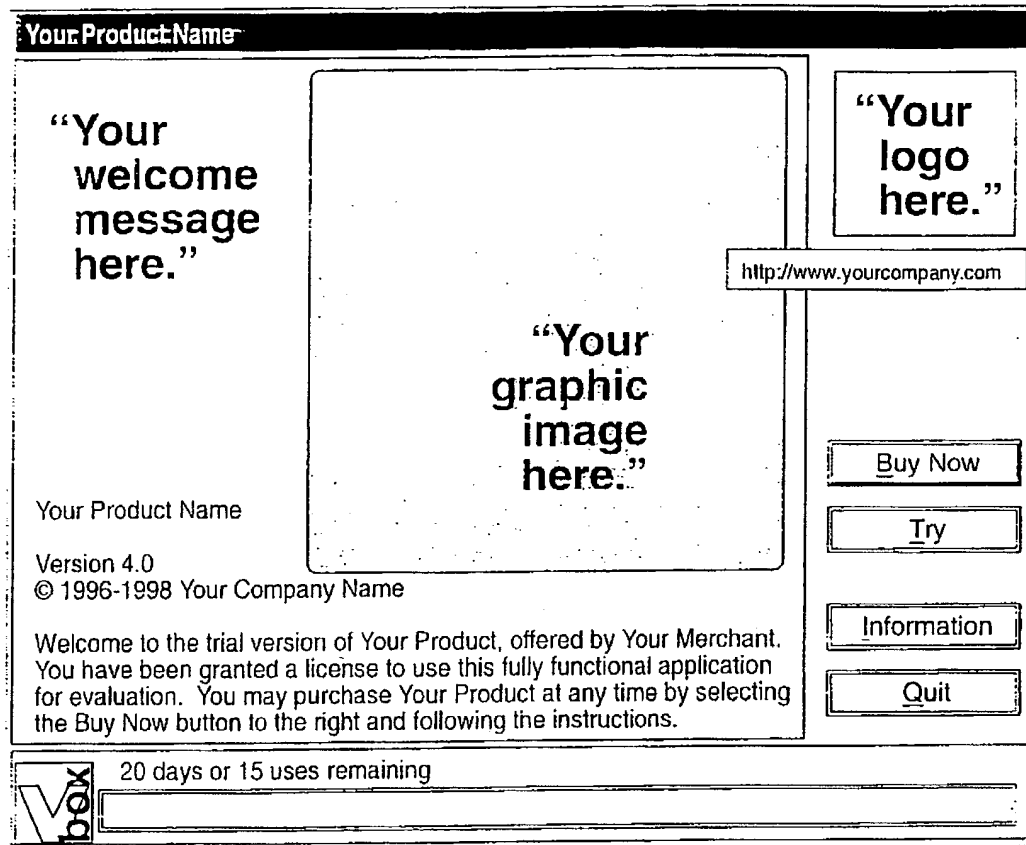 Your Product Name
“Your
welcome
message
here.”
“Your
graphic
image
here.”
“Your
logo
here.”
http://www.yourcompany.com
Buy Now
Try
Information
Quit
Your Product Name
Version 4.0
© 1996-1998 Your Company Name
Welcome to the trial version of Your Product, offered by Your Merchant.
You have been granted a license to use this fully functional application
for evaluation. You may purchase Your Product at any time by selecting
the Buy Now button to the right and following the instructions.
20 days or 15 uses remaining
V
box